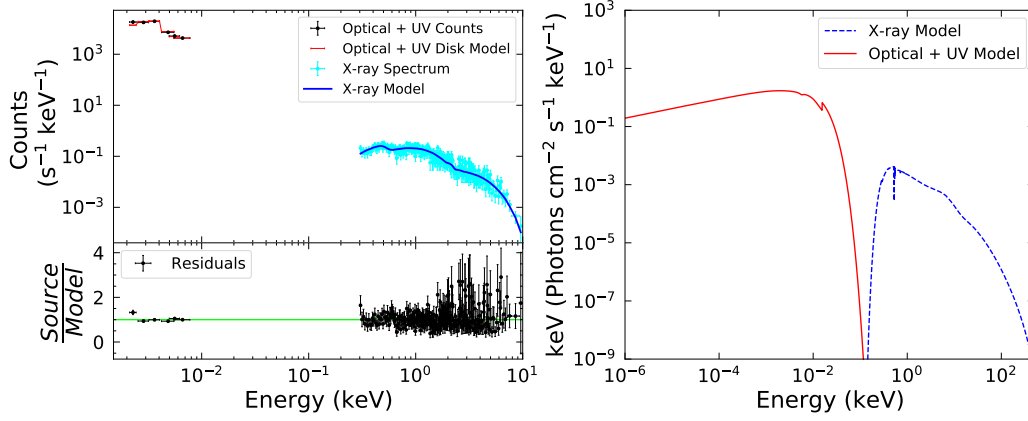 Counts
(s⁻¹ keV⁻¹)
10³
10¹
10⁻¹
10⁻³
Optical + UV Counts
Optical + UV Disk Model
X-ray Spectrum
X-ray Model
Source
Model
4
2
0
Residuals
10⁻²
10⁻¹
10⁰
10¹
Energy (keV)
keV (Photons cm⁻² s⁻¹ keV⁻¹)
10³
10¹
10⁻¹
10⁻³
10⁻⁵
10⁻⁷
10⁻⁹
X-ray Model
Optical + UV Model
10⁻⁶
10⁻⁴
10⁻²
10⁰
10²
Energy (keV)